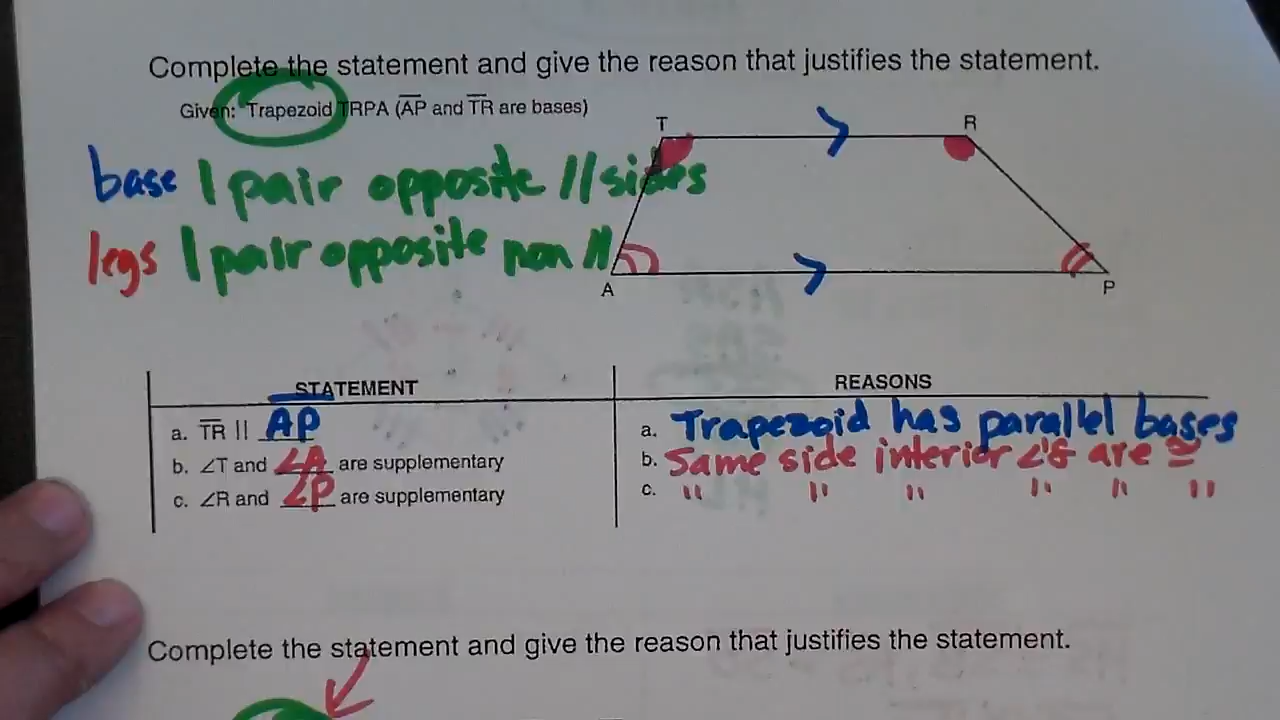 Complete the statement and give the reason that justifies the statement.
Given: Trapezoid TRPA (AP and TR are bases)
base 1 pair opposite // sides
legs 1 pair opposite non //
T
R
A
P
STATEMENT
REASONS
a. TR || AP
a. Trapezoid has parallel bases
b. ∠T and ∠A are supplementary
b. Same side interior ∠'s are ≅
c. ∠R and ∠P are supplementary
c. " " " " " "
Complete the statement and give the reason that justifies the statement.